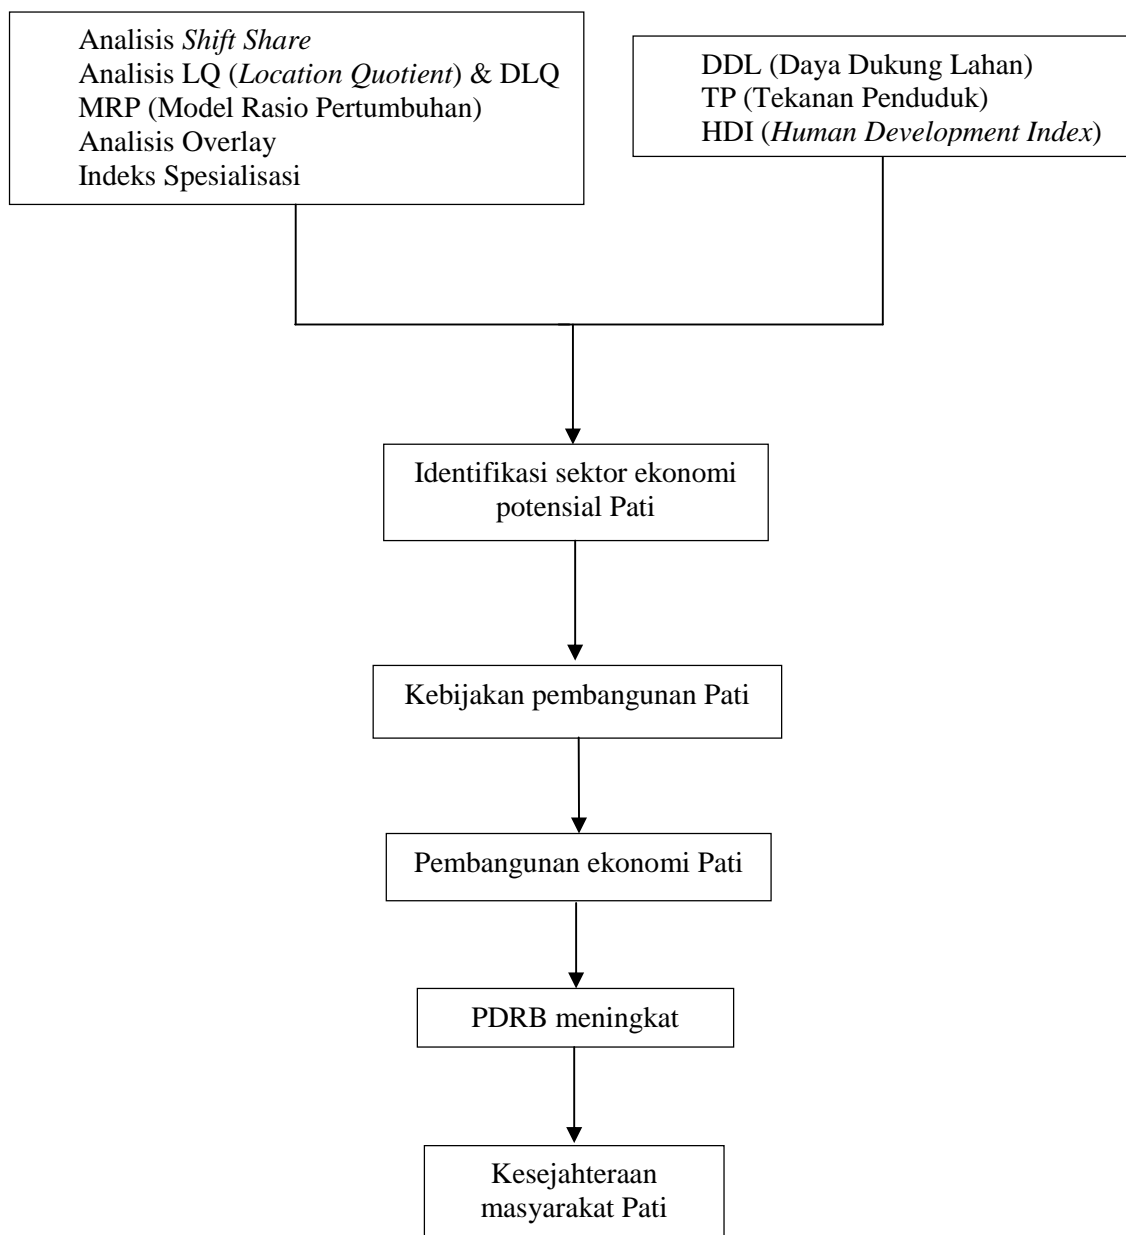 Analisis Shift Share
Analisis LQ (Location Quotient) & DLQ
MRP (Model Rasio Pertumbuhan)
Analisis Overlay
Indeks Spesialisasi
DDL (Daya Dukung Lahan)
TP (Tekanan Penduduk)
HDI (Human Development Index)
Identifikasi sektor ekonomi
potensial Pati
Kebijakan pembangunan Pati
Pembangunan ekonomi Pati
PDRB meningkat
Kesejahteraan
masyarakat Pati